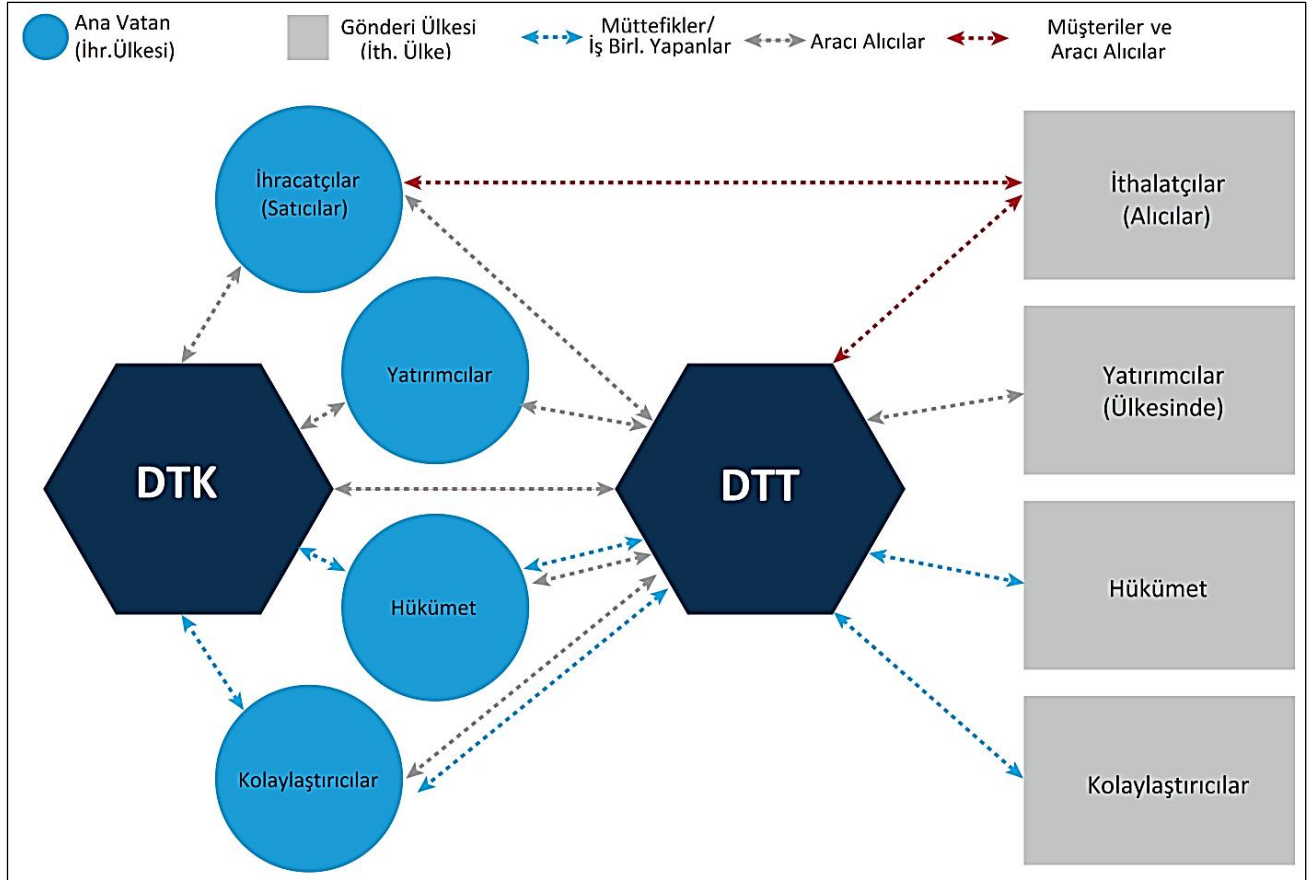 Ana Vatan
(İhr.Ülkesi)
Gönderi Ülkesi
(İth. Ülke)
Müttefikler/
İş Birl. Yapanlar
Aracı Alıcılar
Müşteriler ve
Aracı Alıcılar
İhracatçılar
(Satıcılar)
İthalatçılar
(Alıcılar)
Yatırımcılar
Yatırımcılar
(Ülkesinde)
DTK
DTT
Hükümet
Hükümet
Kolaylaştırıcılar
Kolaylaştırıcılar